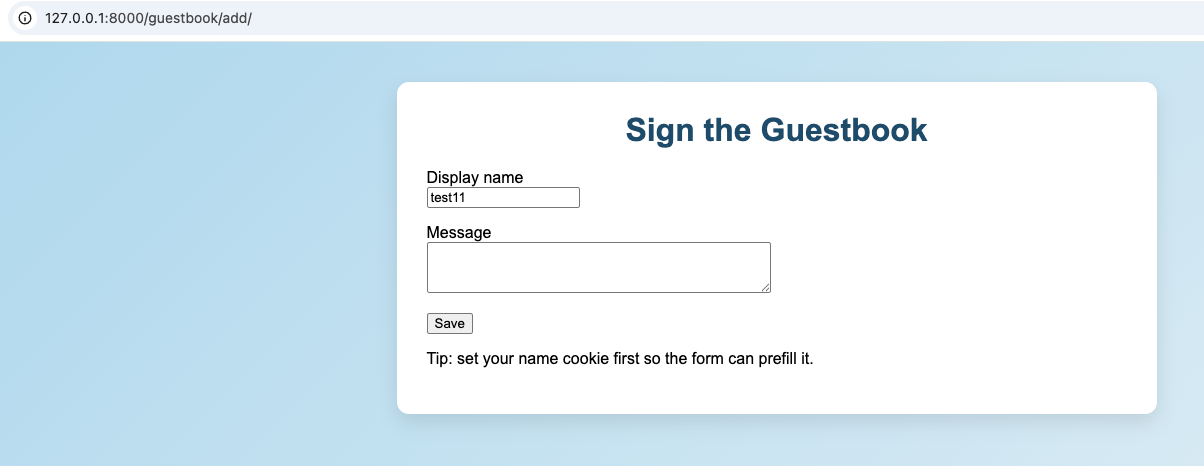 127.0.0.1:8000/guestbook/add/
Sign the Guestbook
Display name
test11
Message
Save
Tip: set your name cookie first so the form can prefill it.